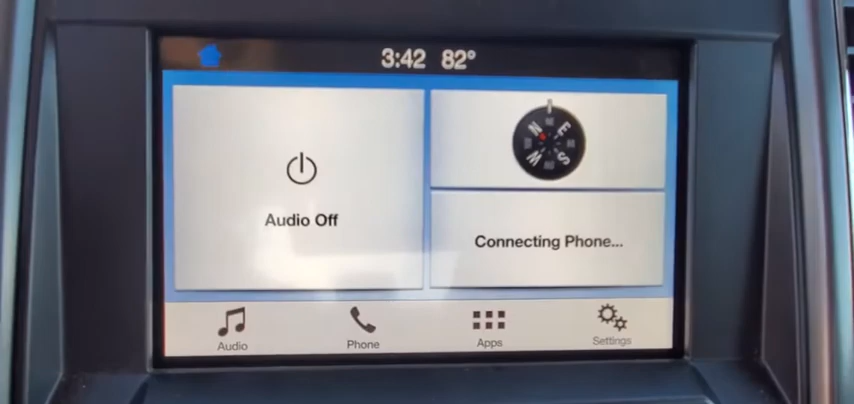 3:42 82°
Audio Off
N E
W S
Connecting Phone...
Audio Phone Apps Settings